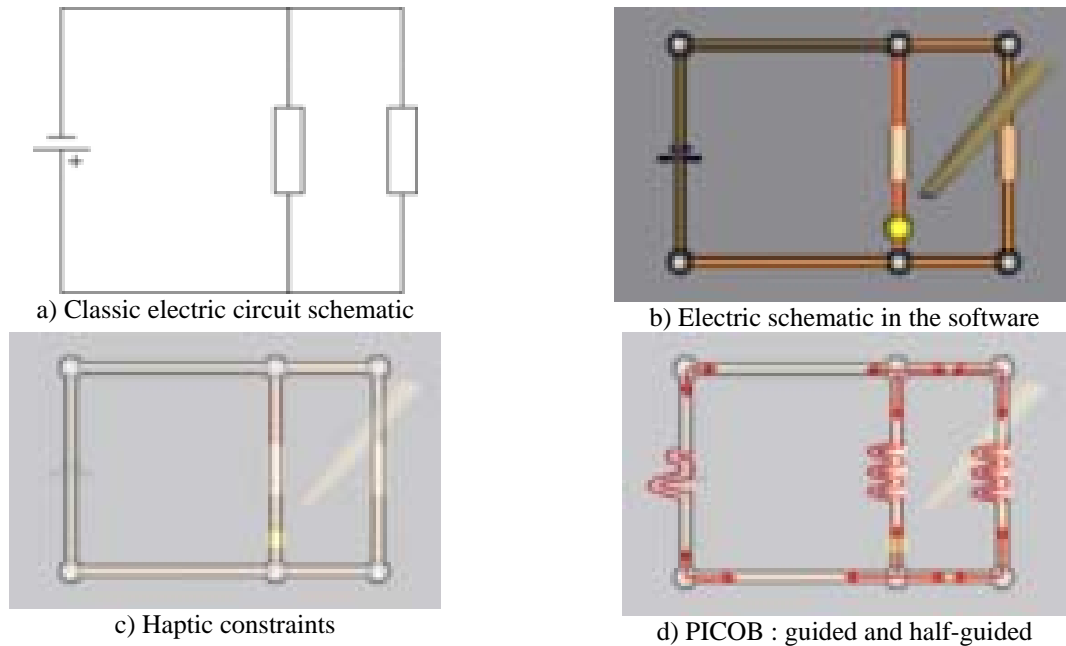 +
a) Classic electric circuit schematic
b) Electric schematic in the software
c) Haptic constraints
d) PICOB : guided and half-guided